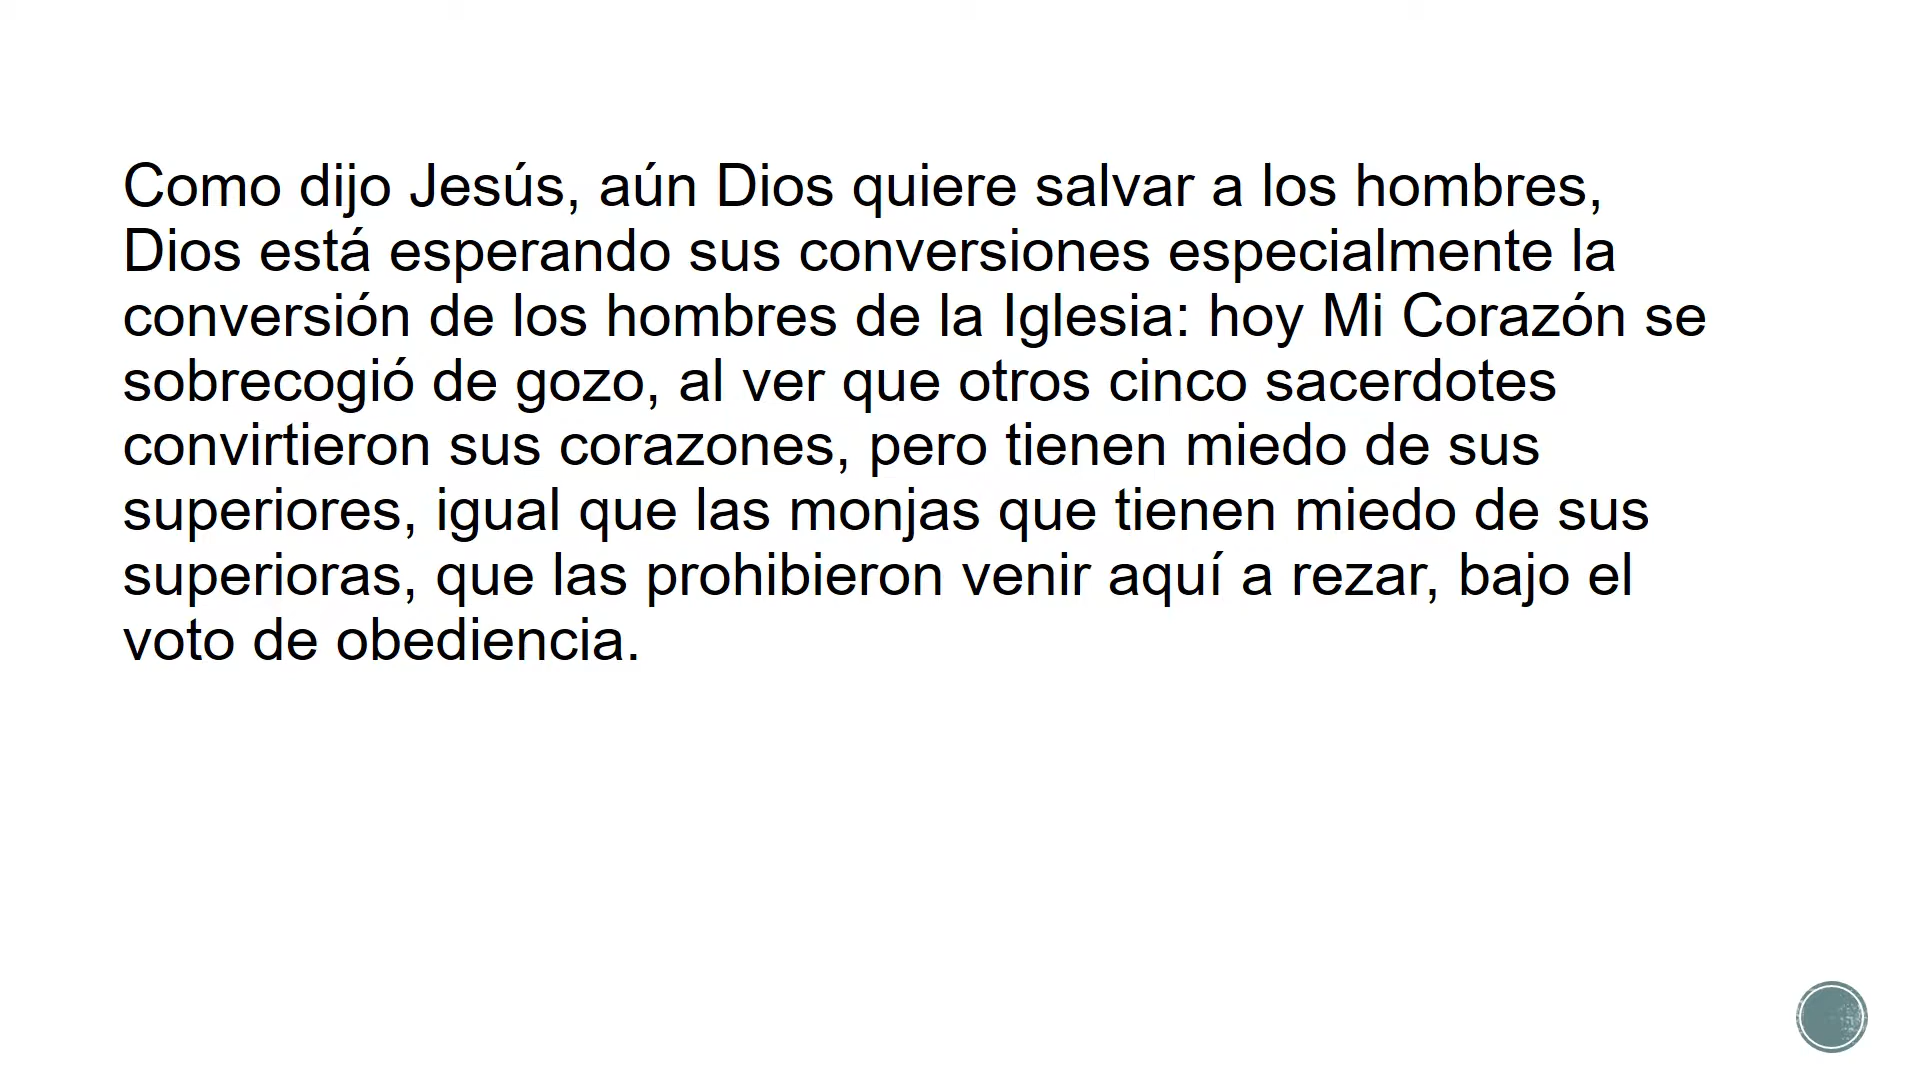 Como dijo Jesús, aún Dios quiere salvar a los hombres,
Dios está esperando sus conversiones especialmente la
conversión de los hombres de la Iglesia: hoy Mi Corazón se
sobrecogió de gozo, al ver que otros cinco sacerdotes
convirtieron sus corazones, pero tienen miedo de sus
superiores, igual que las monjas que tienen miedo de sus
superioras, que las prohibieron venir aquí a rezar, bajo el
voto de obediencia.